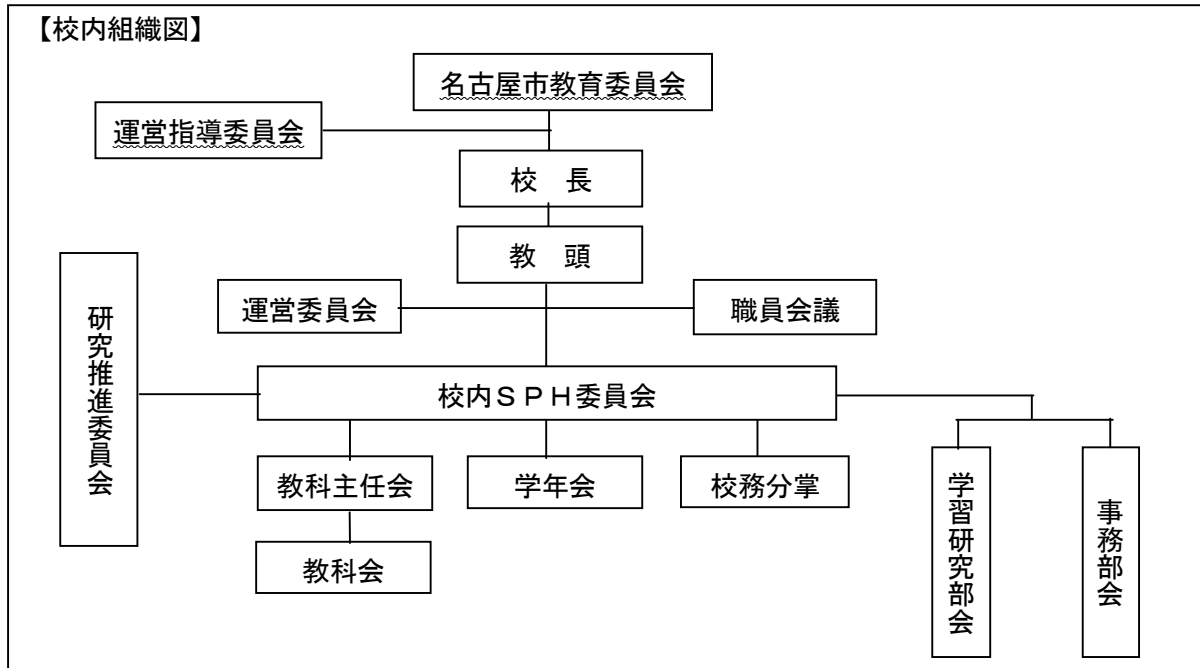 【校内組織図】
名古屋市教育委員会
運営指導委員会
校　長
教　頭
運営委員会
職員会議
研究推進委員会
校内ＳＰＨ委員会
教科主任会
学年会
校務分掌
教科会
学習研究部会
事務部会